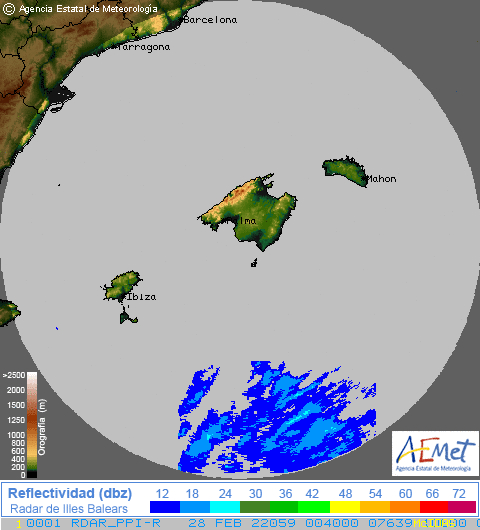 © Agencia Estatal de Meteorología
Barcelona
Tarragona
Mahon
lma
Ibiza
>2500
2000
1500
1000
800
600
400
200
0
Orografía (m)
AEMet
Agencia Estatal de Meteorología
Reflectividad (dbz)
Radar de Illes Balears
12 18 24 30 36 42 48 54 60 66 72
1 0001 RDAR_PPI-R 28 FEB 22059 004000 07639